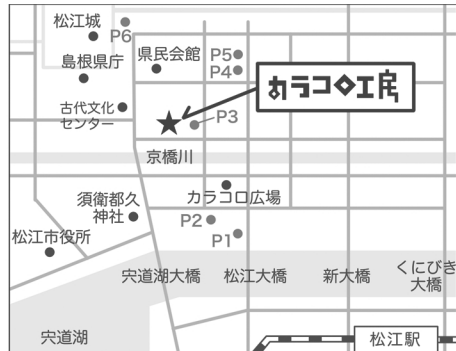 松江城
P6
島根県庁
県民会館
P5
P4
カラコロ工房
古代文化
センター
P3
京橋川
カラコロ広場
須衛都久
神社
P2
P1
松江市役所
宍道湖大橋
松江大橋
新大橋
くにびき
大橋
宍道湖
松江駅